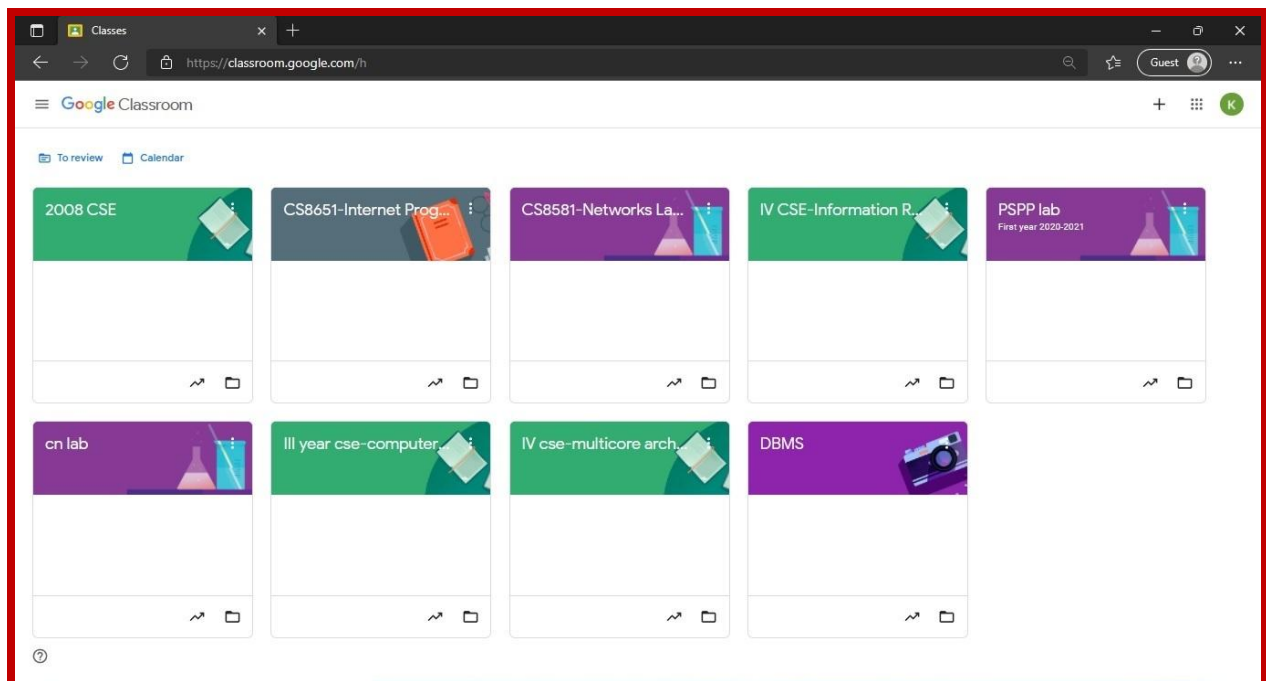 Classes
https://classroom.google.com/h
Guest
Google Classroom
K
To review Calendar
2008 CSE
CS8651-Internet Prog...
CS8581-Networks La...
IV CSE-Information R...
PSPP lab
First year 2020-2021
cn lab
III year cse-computer...
IV cse-multicore arch...
DBMS